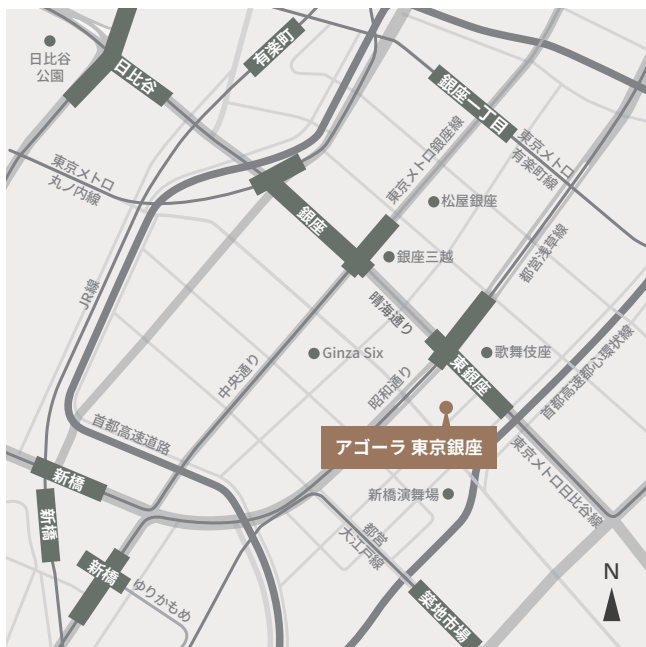 有楽町
日比谷
公園
日比谷
銀座一丁目
東京メトロ
有楽町線
東京メトロ銀座線
東京メトロ
丸ノ内線
松屋銀座
銀座
銀座三越
都営浅草線
JR線
晴海通り
Ginza Six
歌舞伎座
東銀座
首都高速都心環状線
中央通り
昭和通り
首都高速道路
アゴーラ 東京銀座
東京メトロ日比谷線
新橋
新橋演舞場
新橋
都営
大江戸線
新橋
ゆりかもめ
築地市場
N